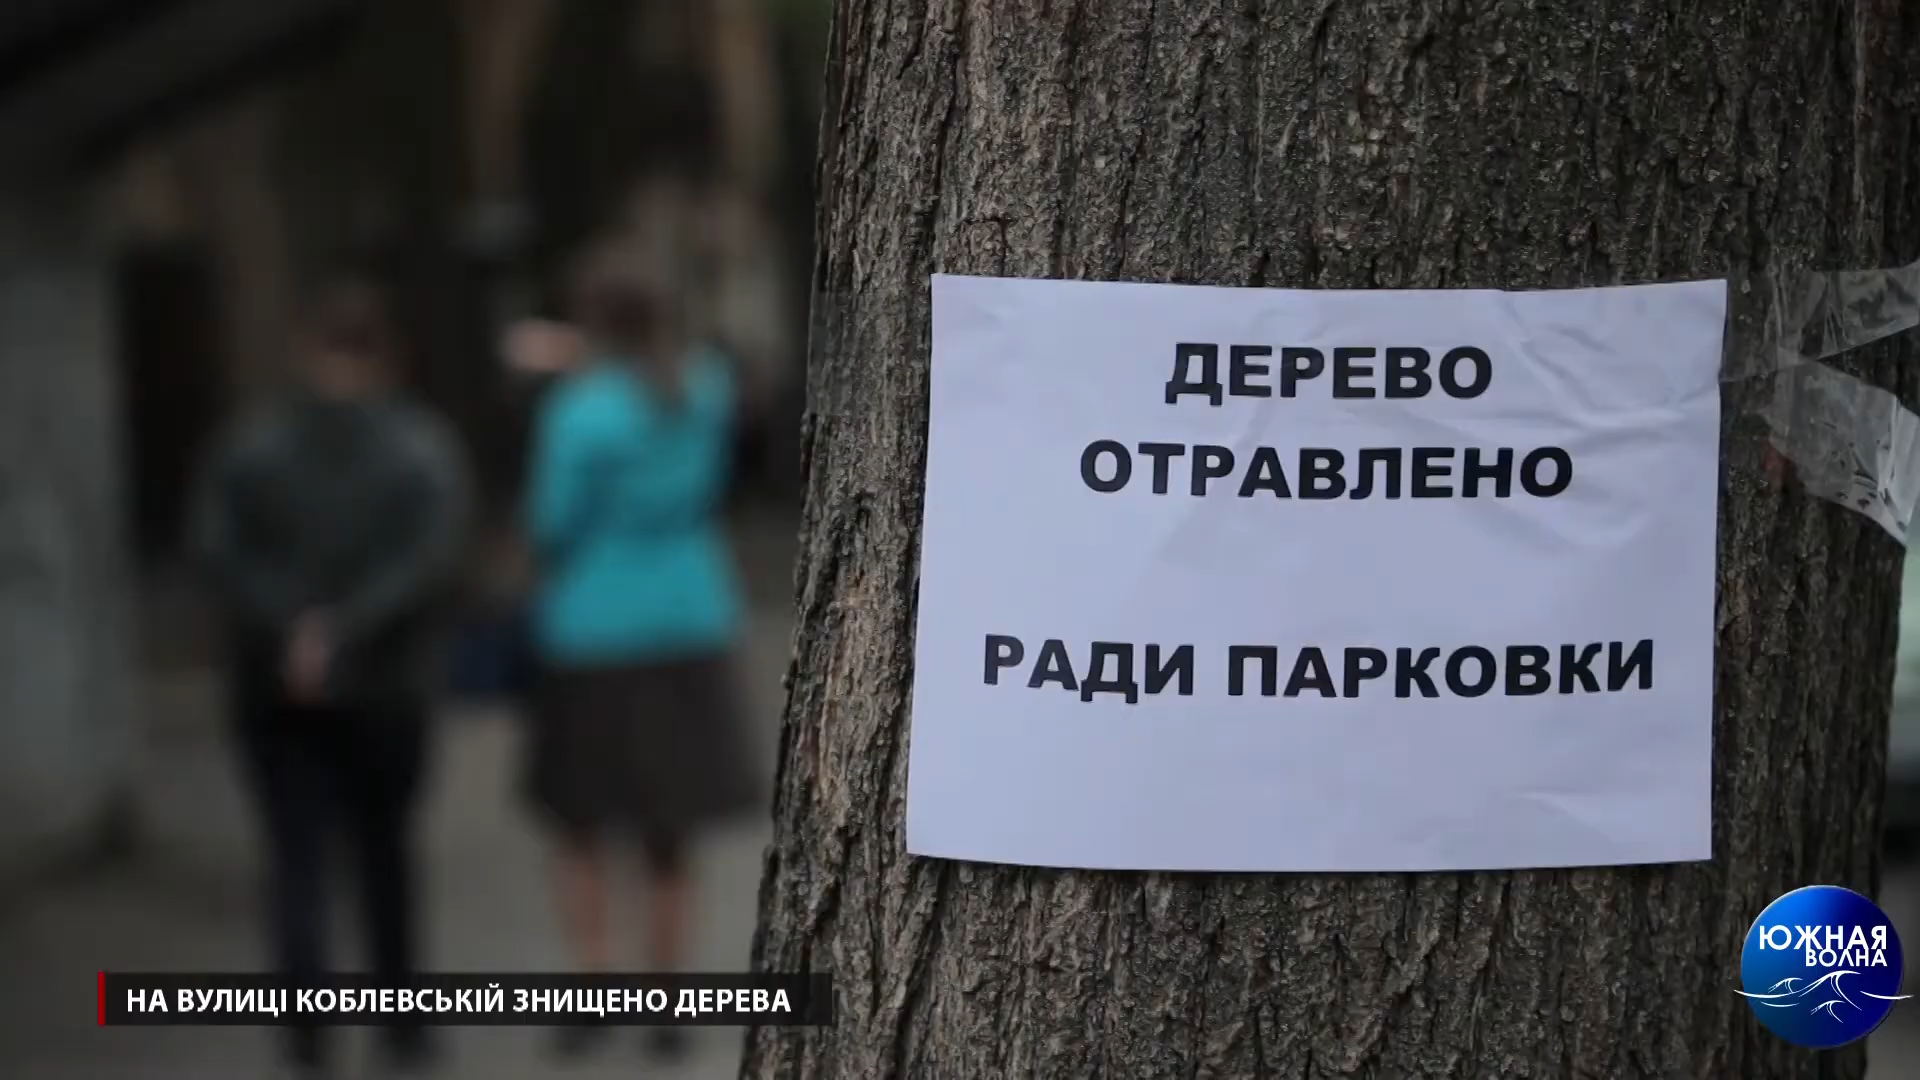 ДЕРЕВО
ОТРАВЛЕНО
РАДИ ПАРКОВКИ
НА ВУЛИЦІ КОБЛЕВСЬКІЙ ЗНИЩЕНО ДЕРЕВА
ЮЖНАЯ
ВОЛНА